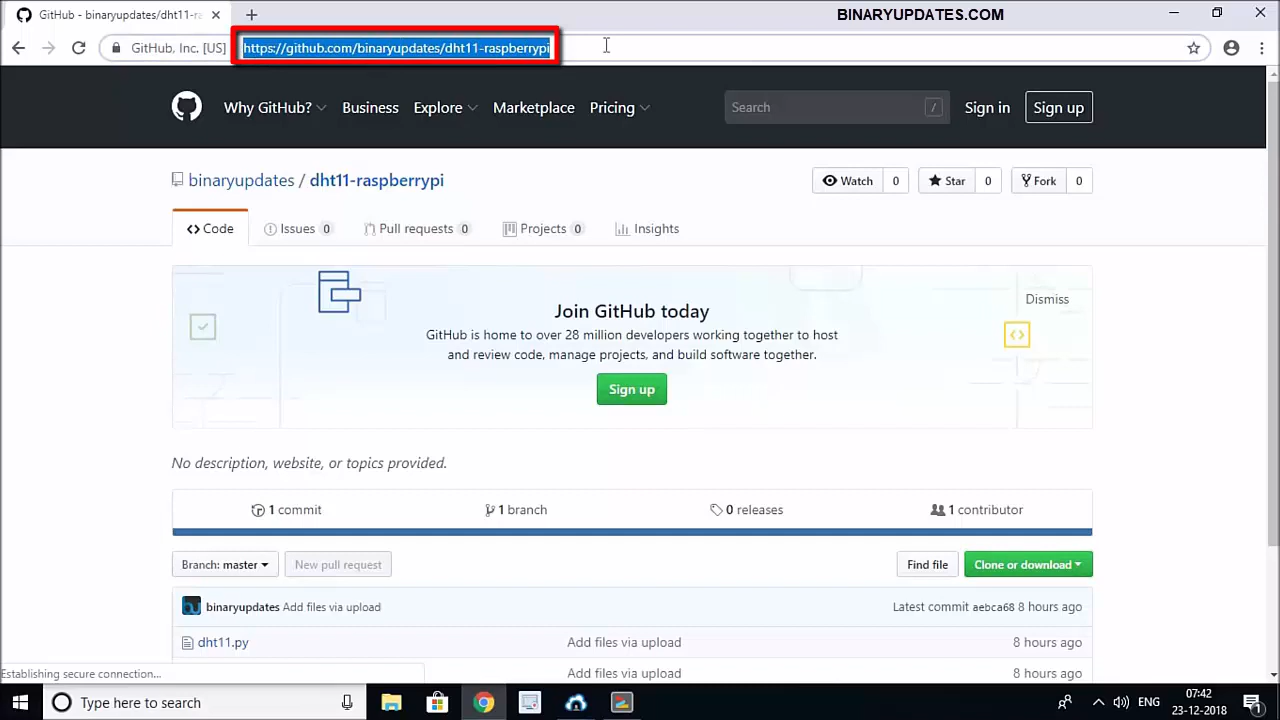 GitHub - binaryupdates/dht11-ra
BINARYUPDATES.COM
GitHub, Inc. [US]
https://github.com/binaryupdates/dht11-raspberrypi
Why GitHub?
Business
Explore
Marketplace
Pricing
Search
/
Sign in
Sign up
binaryupdates / dht11-raspberrypi
Watch 0
Star 0
Fork 0
Code
Issues 0
Pull requests 0
Projects 0
Insights
Join GitHub today
Dismiss
GitHub is home to over 28 million developers working together to host
and review code, manage projects, and build software together.
Sign up
No description, website, or topics provided.
1 commit
1 branch
0 releases
1 contributor
Branch: master
New pull request
Find file
Clone or download
binaryupdates Add files via upload
Latest commit aebca68 8 hours ago
dht11.py
Add files via upload
8 hours ago
Add files via upload
8 hours ago
Establishing secure connection...
Type here to search
ENG
07:42
23-12-2018
1